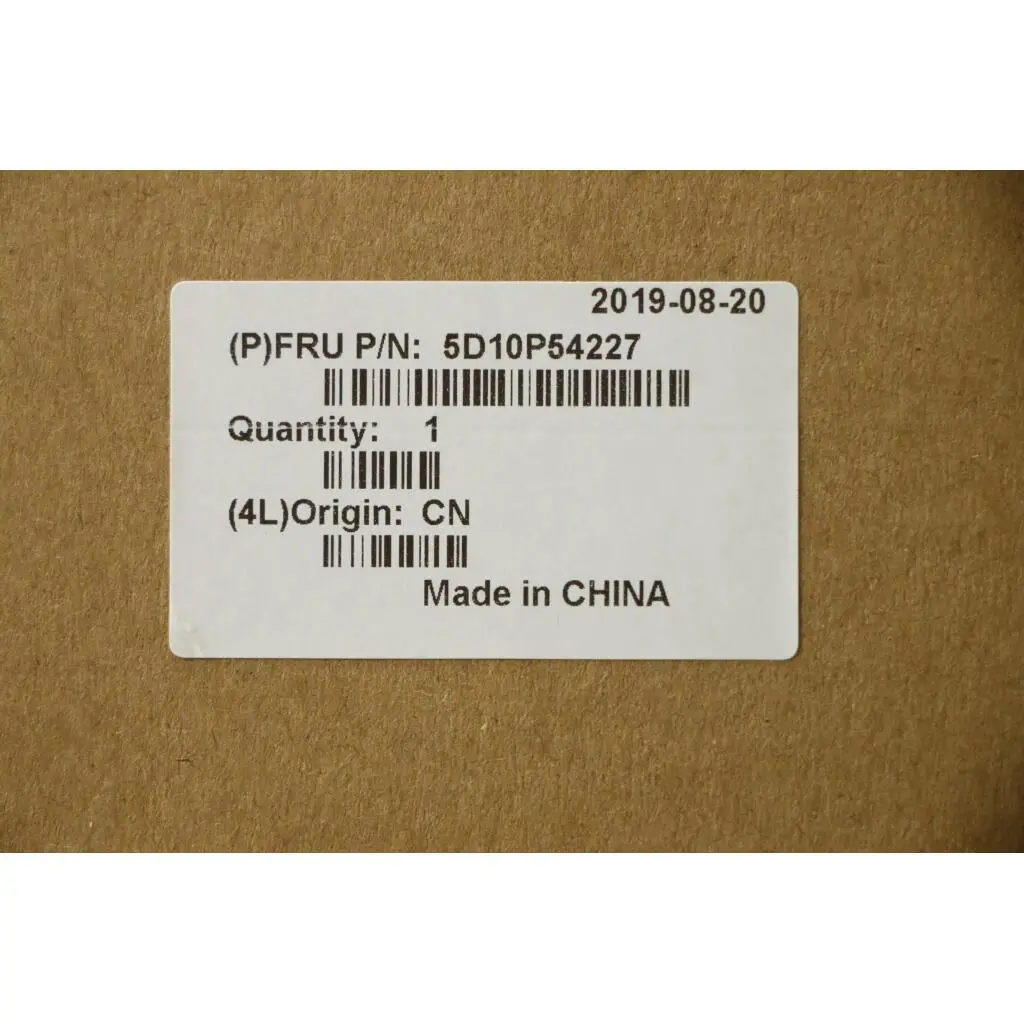 2019-08-20
(P)FRU P/N: 5D10P54227
Quantity: 1
(4L)Origin: CN
Made in CHINA